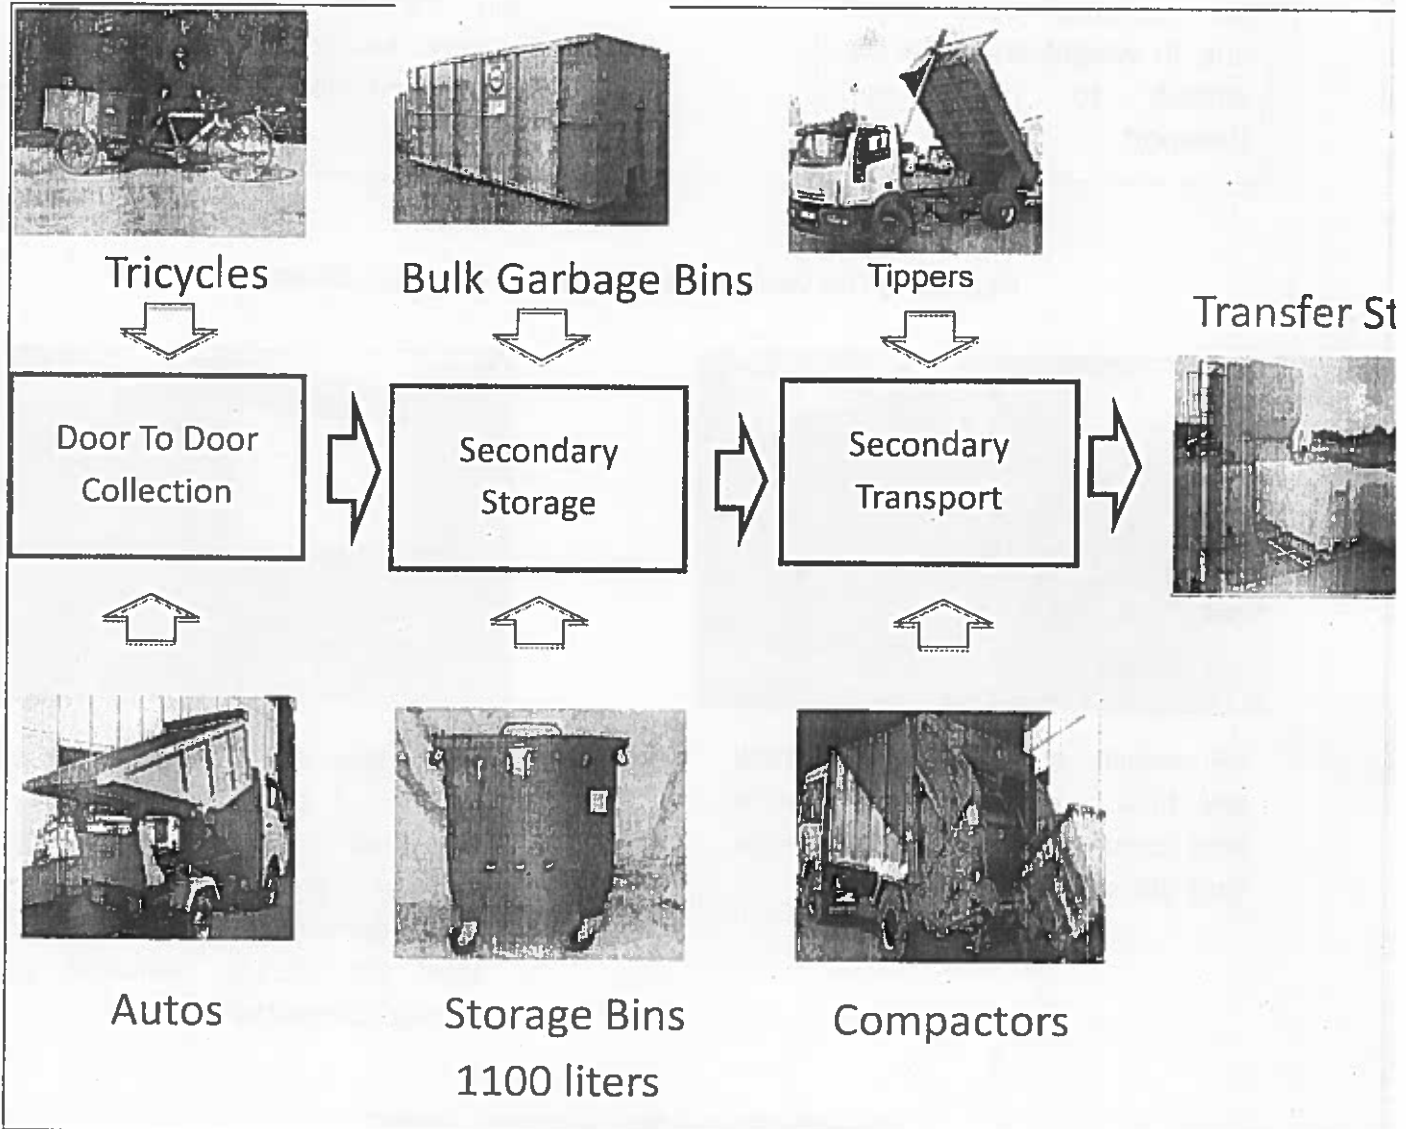 Tricycles
Bulk Garbage Bins
Tippers
Transfer St
Door To Door
Collection
Secondary
Storage
Secondary
Transport
Autos
Storage Bins
1100 liters
Compactors